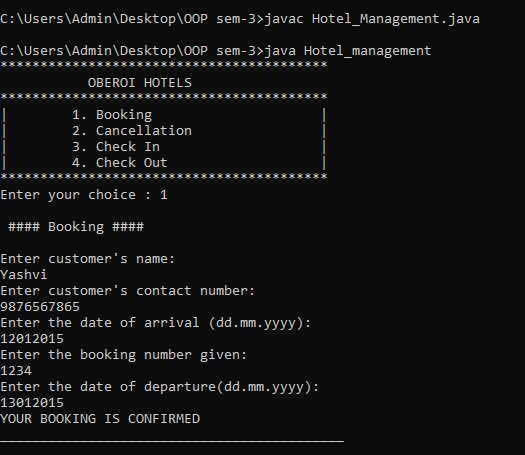 C:\Users\Admin\Desktop\OOP sem-3>javac Hotel_Management.java
C:\Users\Admin\Desktop\OOP sem-3>java Hotel_management
*****************************************
OBEROI HOTELS
*****************************************
| 1. Booking |
| 2. Cancellation |
| 3. Check In |
| 4. Check Out |
*****************************************
Enter your choice : 1
#### Booking ####
Enter customer's name:
Yashvi
Enter customer's contact number:
9876567865
Enter the date of arrival (dd.mm.yyyy):
12012015
Enter the booking number given:
1234
Enter the date of departure(dd.mm.yyyy):
13012015
YOUR BOOKING IS CONFIRMED
___________________________________________